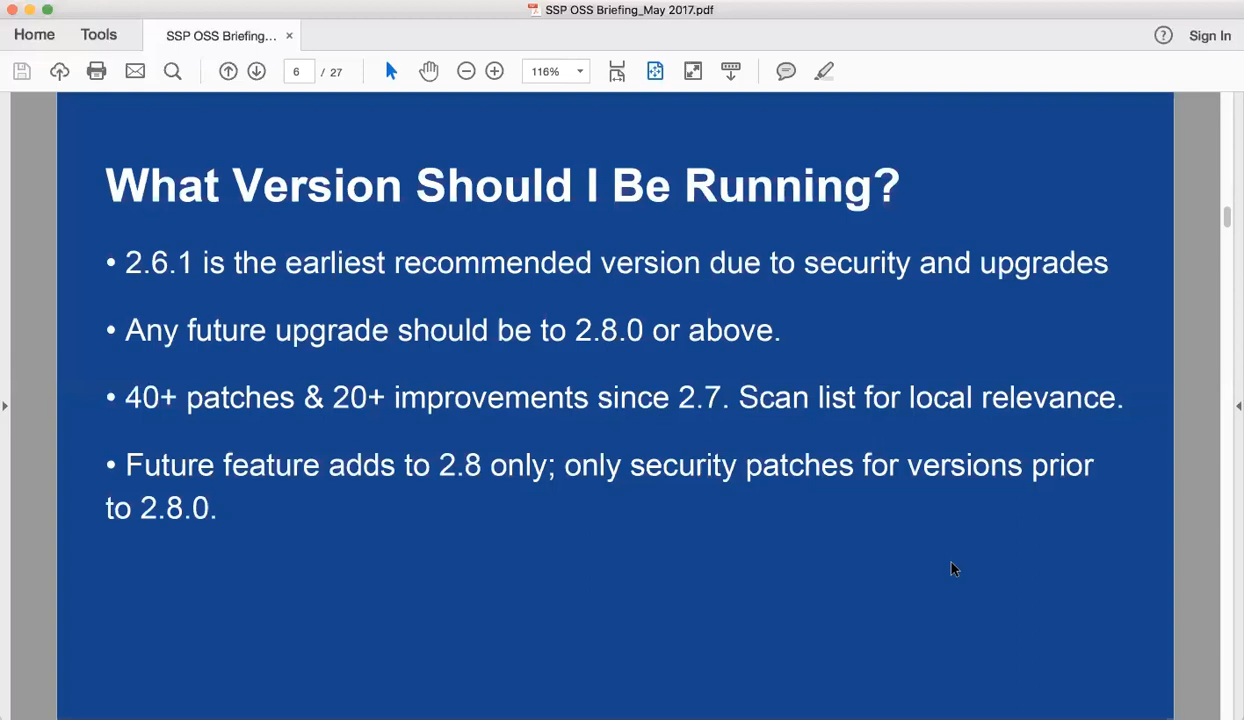 SSP OSS Briefing_May 2017.pdf
Home Tools SSP OSS Briefing... × ? Sign In
6 / 27 116%
What Version Should I Be Running?
• 2.6.1 is the earliest recommended version due to security and upgrades
• Any future upgrade should be to 2.8.0 or above.
• 40+ patches & 20+ improvements since 2.7. Scan list for local relevance.
• Future feature adds to 2.8 only; only security patches for versions prior
to 2.8.0.